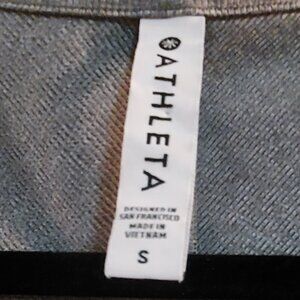 ATHLETA
DESIGNED IN
SAN FRANCISCO
MADE IN
VIETNAM
S